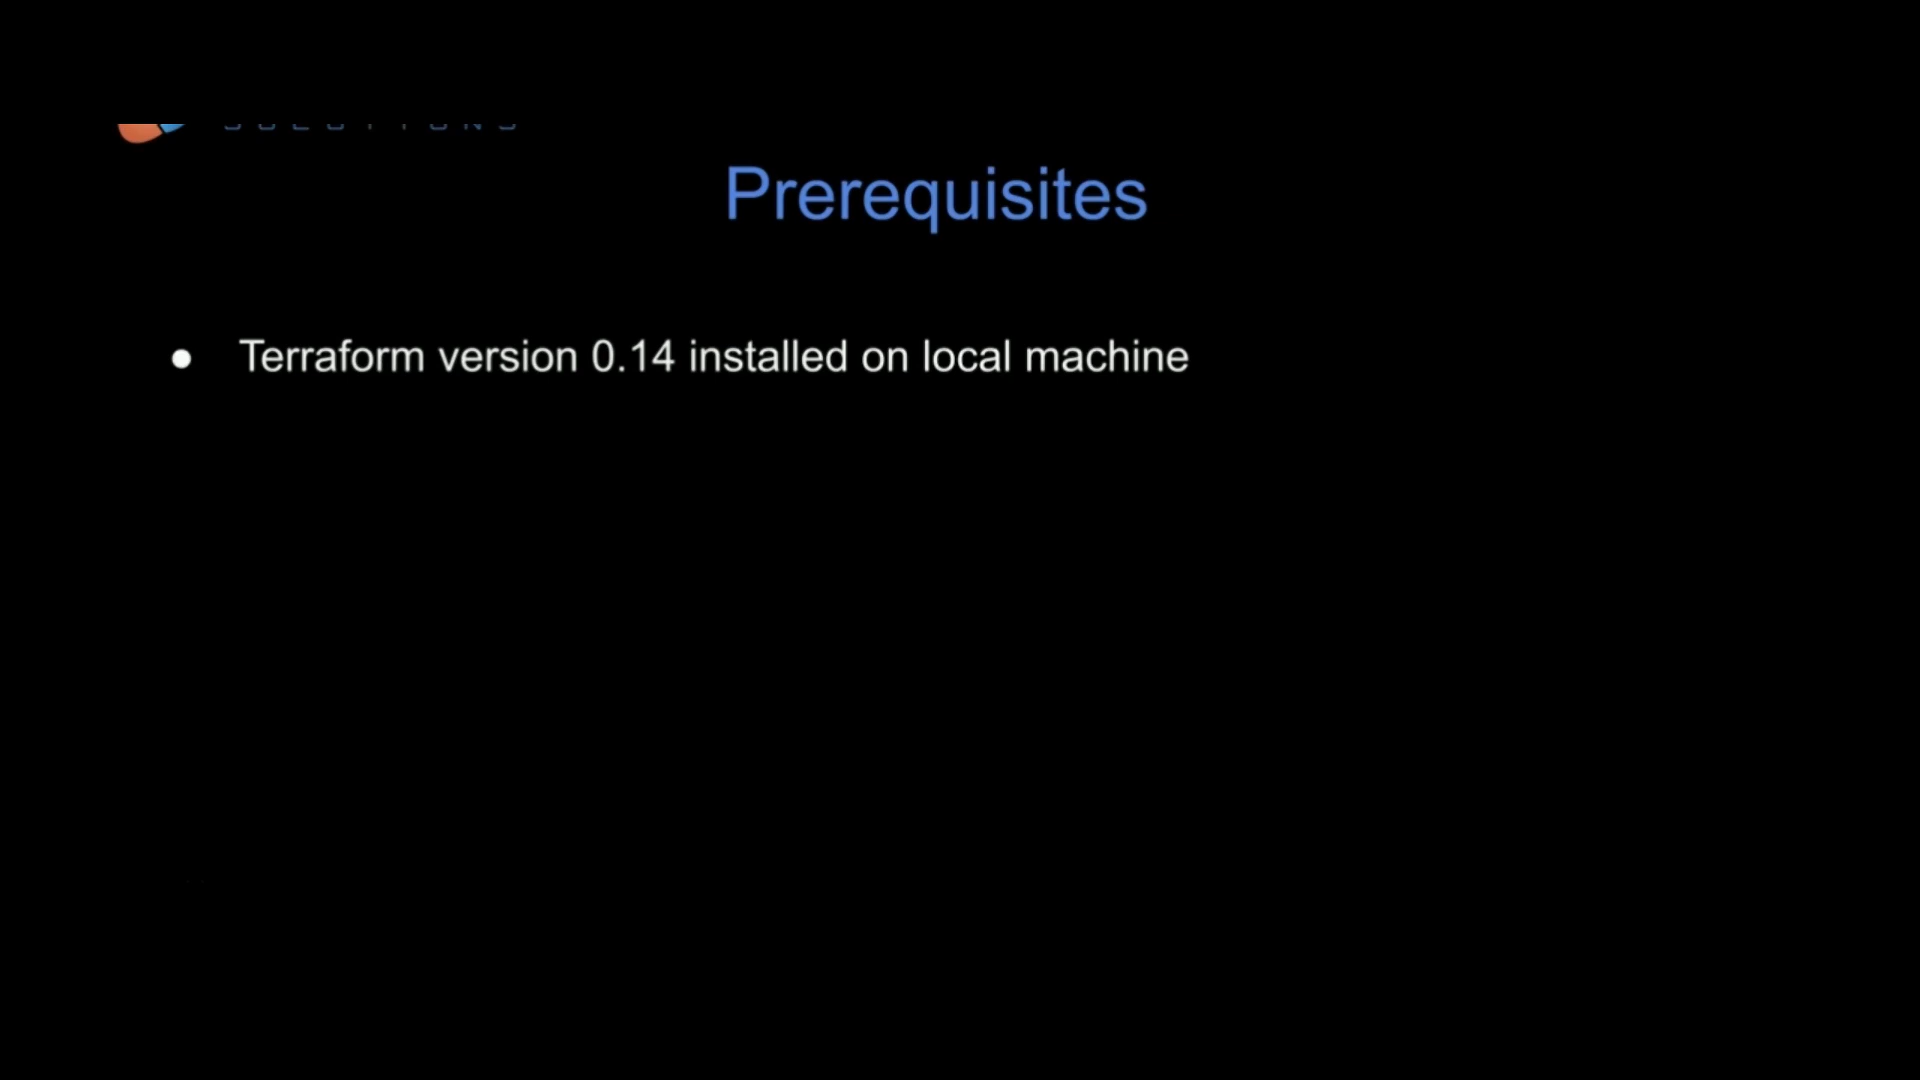 Prerequisites
● Terraform version 0.14 installed on local machine